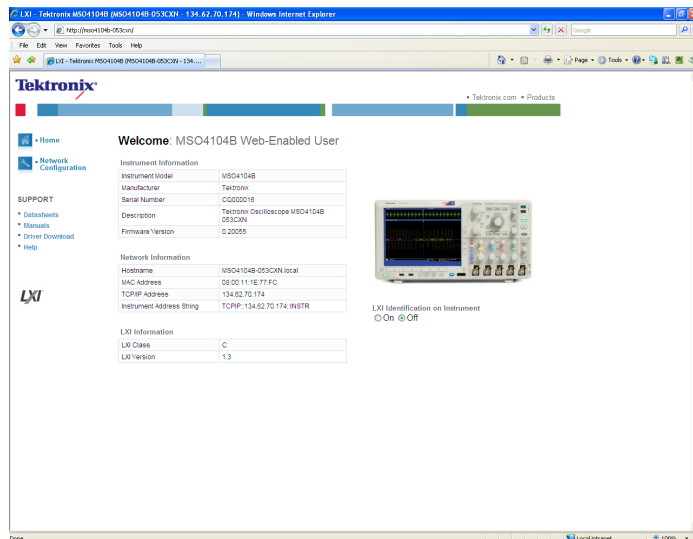 LXI - Tektronix MSO4104B (MSO4104B-053CXN - 134.62.70.174) - Windows Internet Explorer
http://mso4104b-053cxn/
Google
File Edit View Favorites Tools Help
LXI - Tektronix MSO4104B (MSO4104B-053CXN - 134....
Page Tools
Tektronix
Tektronix.com Products
Home
Network Configuration
SUPPORT
Datasheets
Manuals
Driver Download
Help
LXI
Welcome: MSO4104B Web-Enabled User
Instrument Information
Instrument Model MSO4104B
Manufacturer Tektronix
Serial Number CQ000016
Description Tektronix Oscilloscope MSO4104B 053CXN
Firmware Version 0.20055
Network Information
Hostname MSO4104B-053CXN.local
MAC Address 08:00:11:1E:77:FC
TCP/IP Address 134.62.70.174
Instrument Address String TCPIP::134.62.70.174::INSTR
LXI Information
LXI Class C
LXI Version 1.3
LXI Identification on Instrument
On Off
Done
Local intranet
100%